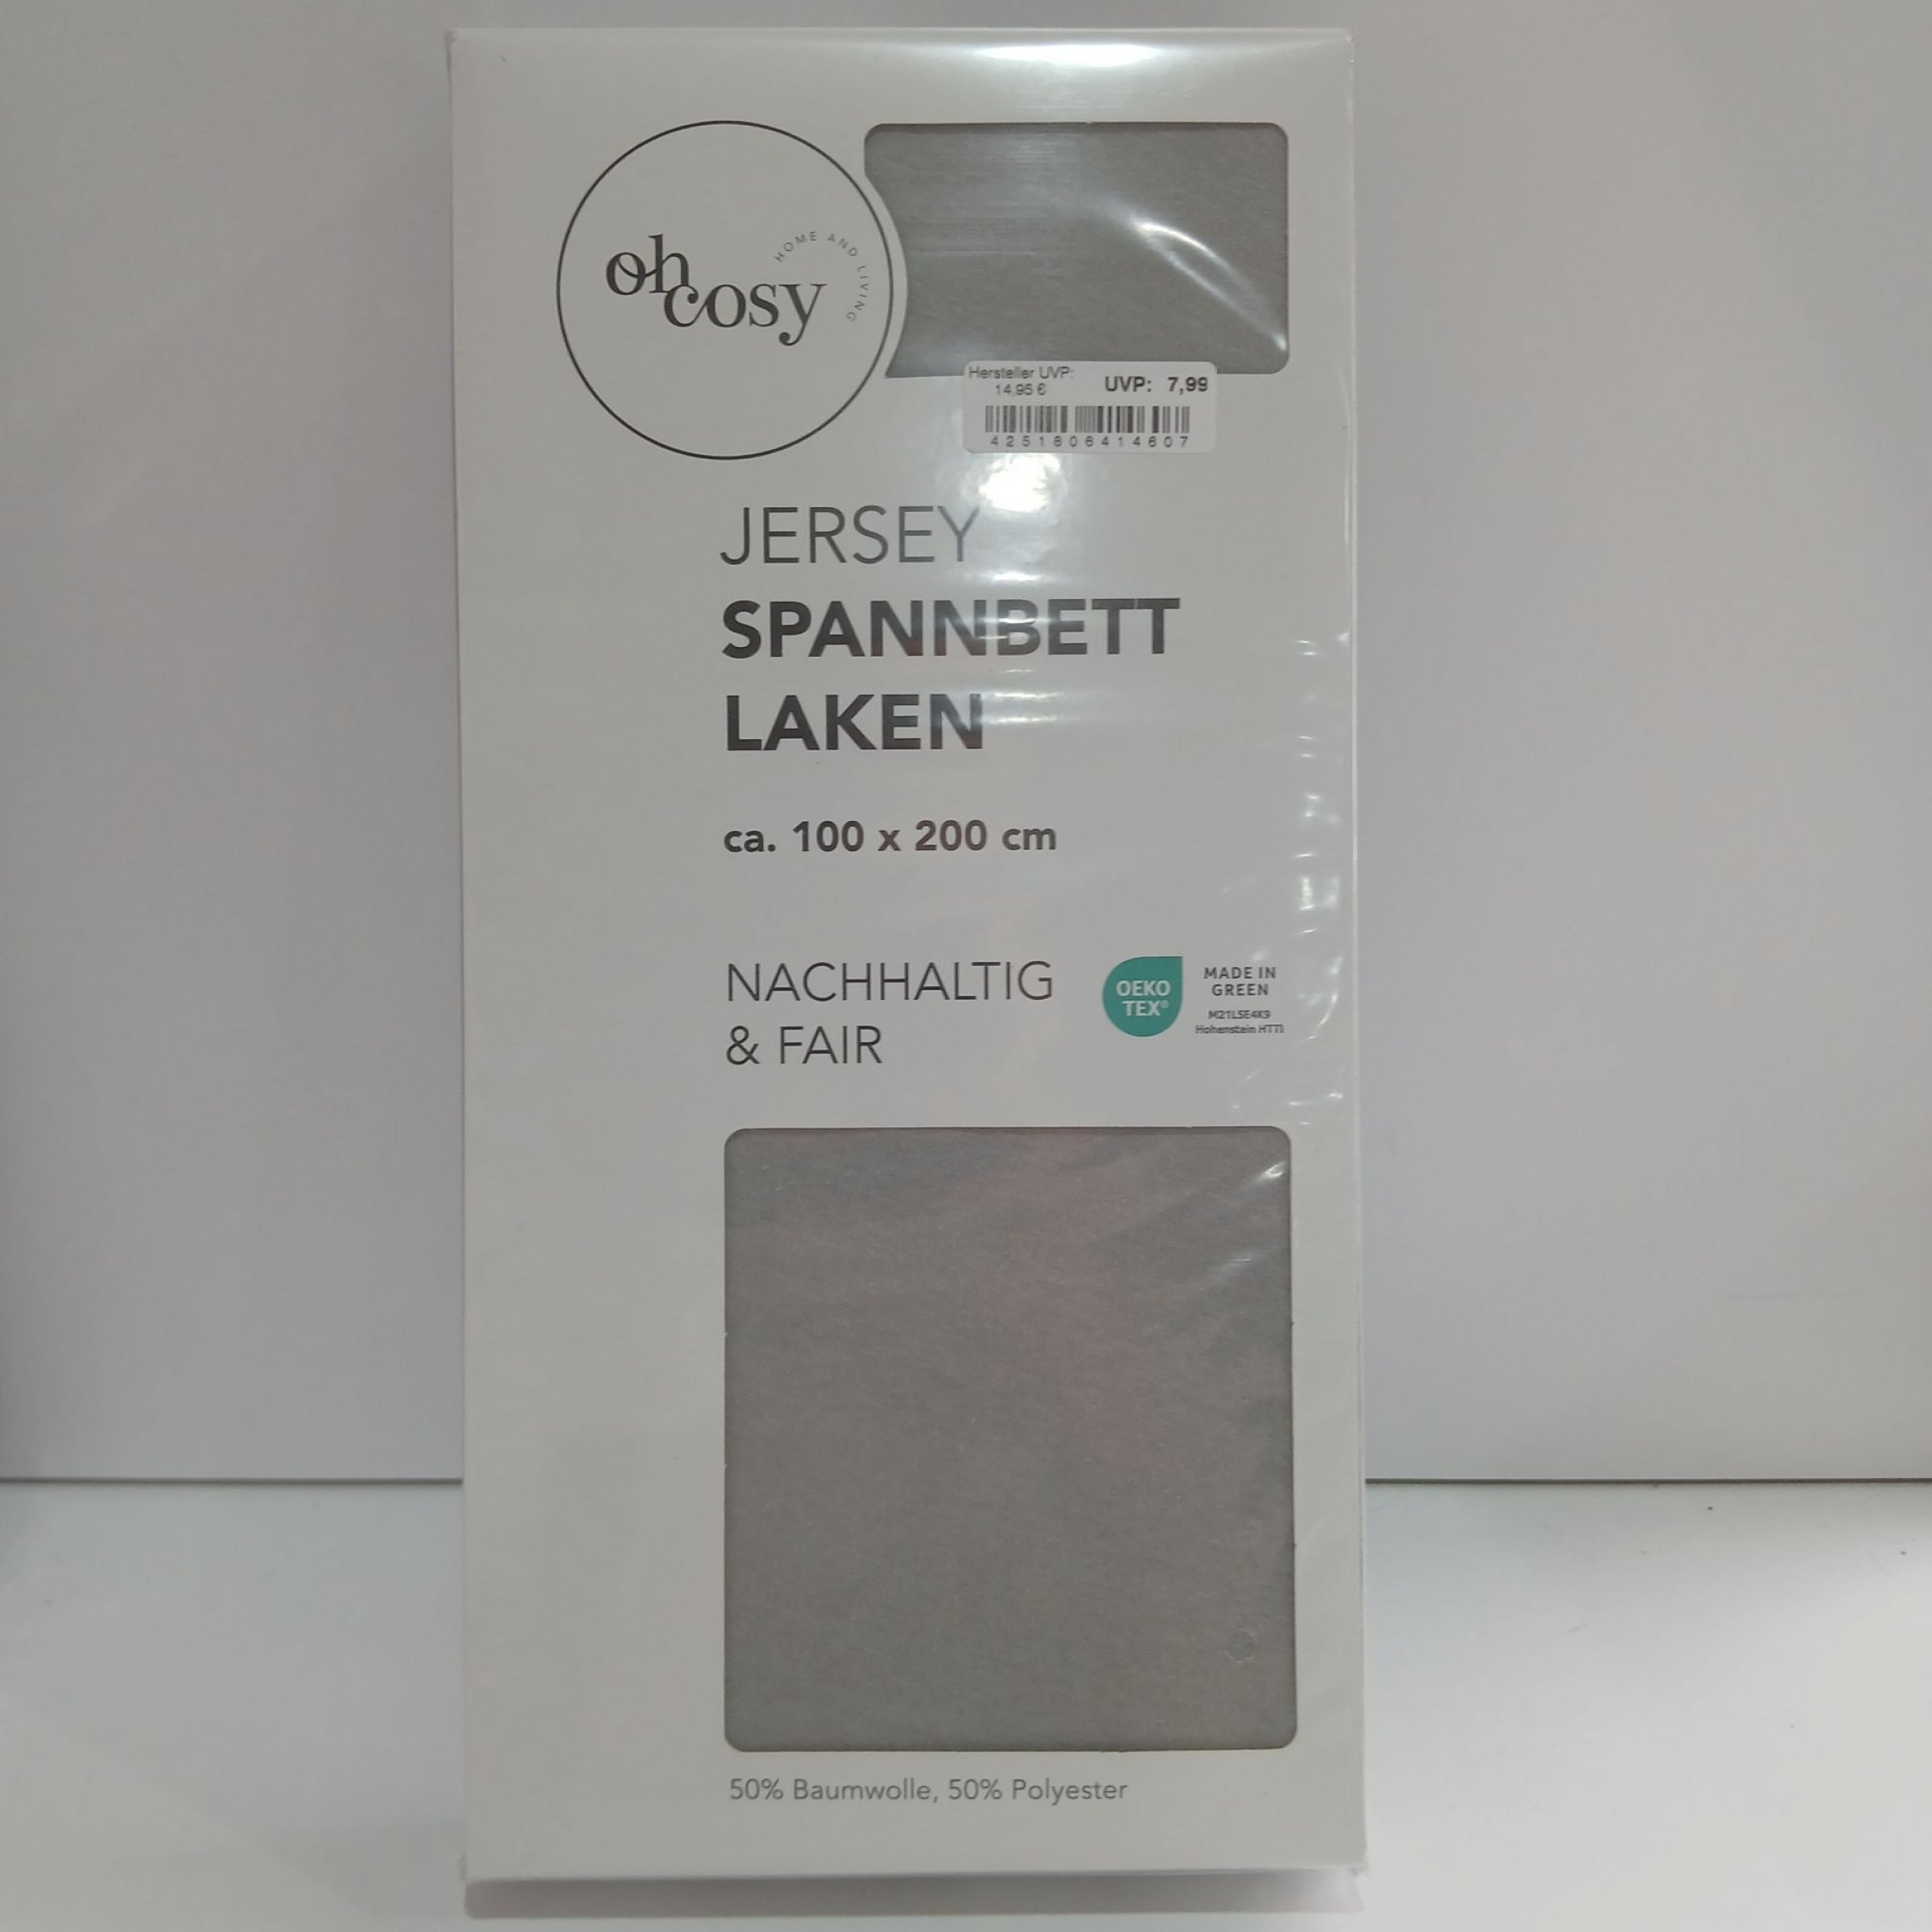 oh
cosy
HOME AND LIVING
Hersteller UVP:
14,95 €
UVP: 7,99
4251806414607
JERSEY
SPANNBETT
LAKEN
ca. 100 x 200 cm
NACHHALTIG
& FAIR
OEKO
TEX®
MADE IN
GREEN
M21LSE4K9
Hohenstein HTTI
50% Baumwolle, 50% Polyester